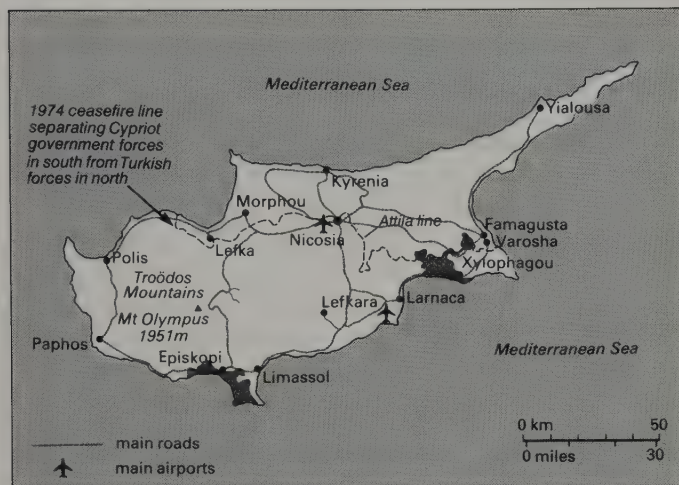 Mediterranean Sea
1974 ceasefire line
separating Cypriot
government forces
in south from Turkish
forces in north
Yialousa
Kyrenia
Morphou
Attila line
Famagusta
Varosha
Nicosia
Lefka
Xylophagou
Polis
Troödos
Mountains
Lefkara
Larnaca
Mt Olympus
1951m
Paphos
Episkopi
Limassol
Mediterranean Sea
0 km 50
0 miles 30
main roads
main airports